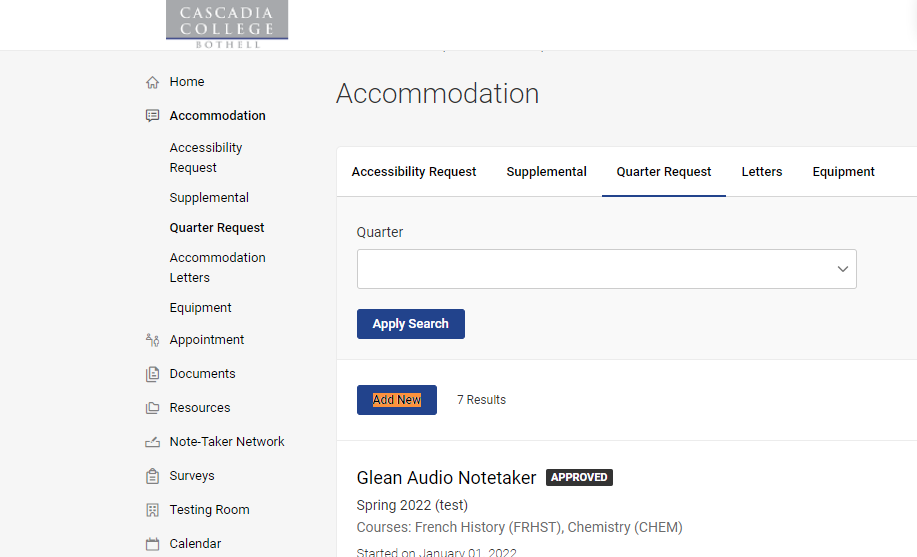 CASCADIA
COLLEGE
BOTHELL
Home
Accommodation
Accessibility
Request
Supplemental
Quarter Request
Accommodation
Letters
Equipment
Appointment
Documents
Resources
Note-Taker Network
Surveys
Testing Room
Calendar
Accommodation
Accessibility Request Supplemental Quarter Request Letters Equipment
Quarter
Apply Search
Add New 7 Results
Glean Audio Notetaker APPROVED
Spring 2022 (test)
Courses: French History (FRHST), Chemistry (CHEM)
Started on January 01, 2022